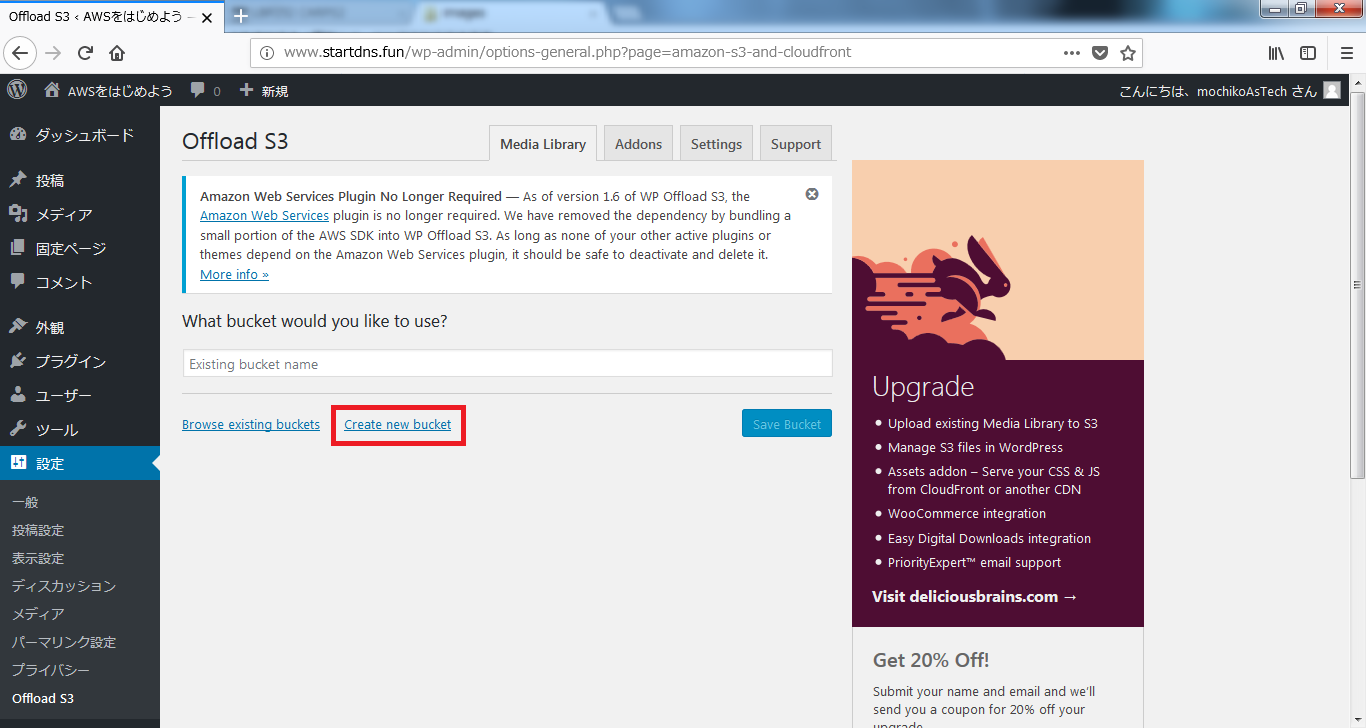 Offload S3 ‹ AWSをはじめよう –
images
www.startdns.fun/wp-admin/options-general.php?page=amazon-s3-and-cloudfront
AWSをはじめよう
0
新規
こんにちは、mochikoAsTech さん
ダッシュボード
投稿
メディア
固定ページ
コメント
外観
プラグイン
ユーザー
ツール
設定
一般
投稿設定
表示設定
ディスカッション
メディア
パーマリンク設定
プライバシー
Offload S3
Offload S3
Media Library
Addons
Settings
Support
Amazon Web Services Plugin No Longer Required — As of version 1.6 of WP Offload S3, the
Amazon Web Services plugin is no longer required. We have removed the dependency by bundling a
small portion of the AWS SDK into WP Offload S3. As long as none of your other active plugins or
themes depend on the Amazon Web Services plugin, it should be safe to deactivate and delete it.
More info »
What bucket would you like to use?
Existing bucket name
Browse existing buckets
Create new bucket
Save Bucket
Upgrade
Upload existing Media Library to S3
Manage S3 files in WordPress
Assets addon – Serve your CSS & JS
from CloudFront or another CDN
WooCommerce integration
Easy Digital Downloads integration
PriorityExpert™ email support
Visit deliciousbrains.com →
Get 20% Off!
Submit your name and email and we'll
send you a coupon for 20% off your
upgrade